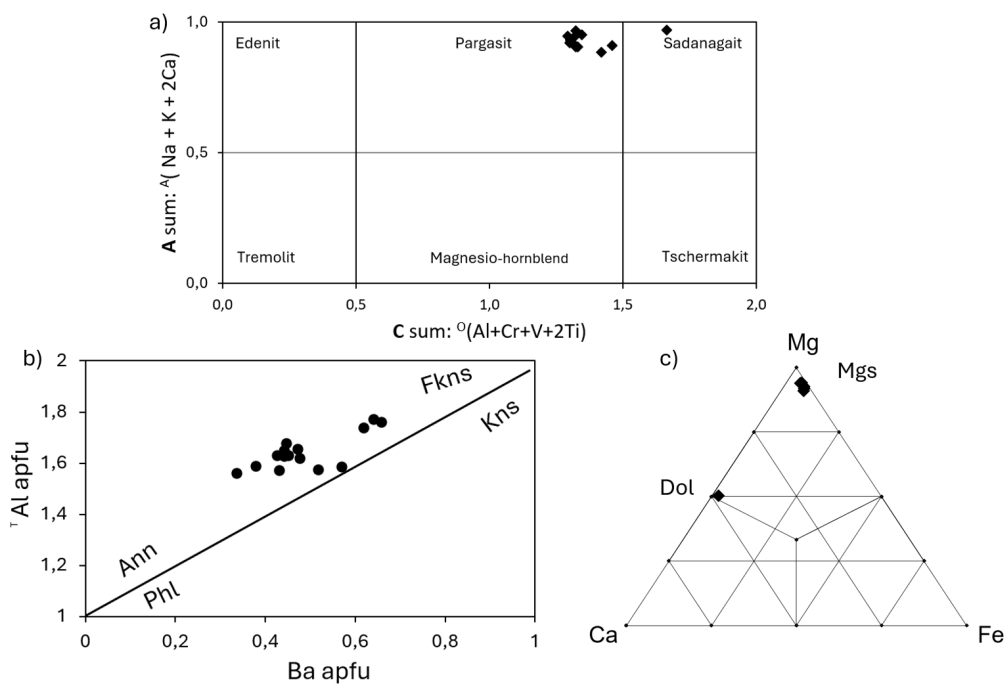 a)
1,0
0,5
0,0
A sum: ᴬ( Na + K + 2Ca)
Edenit
Pargasit
Sadanagait
Tremolit
Magnesio-hornblend
Tschermakit
0,0
0,5
1,0
1,5
2,0
C sum: ᴼ(Al+Cr+V+2Ti)
b)
2
1,8
1,6
1,4
1,2
1
ᵀ Al apfu
Fkns
Kns
Ann
Phl
0
0,2
0,4
0,6
0,8
1
Ba apfu
c)
Mg
Mgs
Dol
Ca
Fe